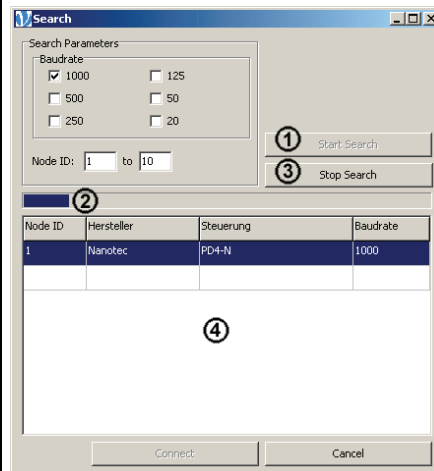 Search
Search Parameters
Baudrate
1000 125
500 50
250 20
Node ID: 1 to 10
1 Start Search
3 Stop Search
2
Node ID Hersteller Steuerung Baudrate
1 Nanotec PD4-N 1000
4
Connect Cancel